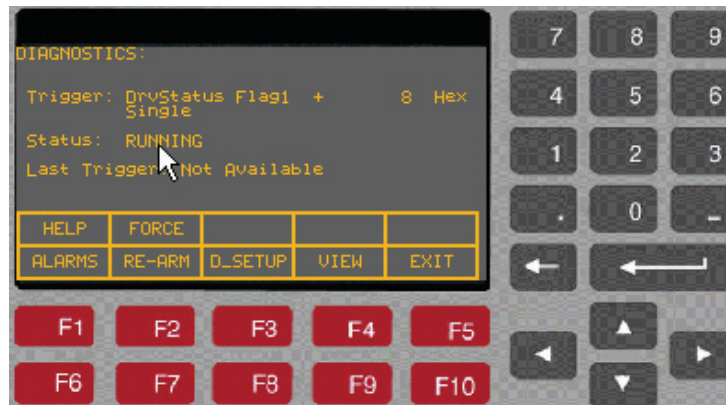 DIAGNOSTICS:
Trigger: DrvStatus Flag1 + 8 Hex
Single
Status: RUNNING
Last Trigger: Not Available
HELP FORCE
ALARMS RE-ARM D_SETUP VIEW EXIT
F1 F2 F3 F4 F5
F6 F7 F8 F9 F10
7 8 9
4 5 6
1 2 3
. 0 -